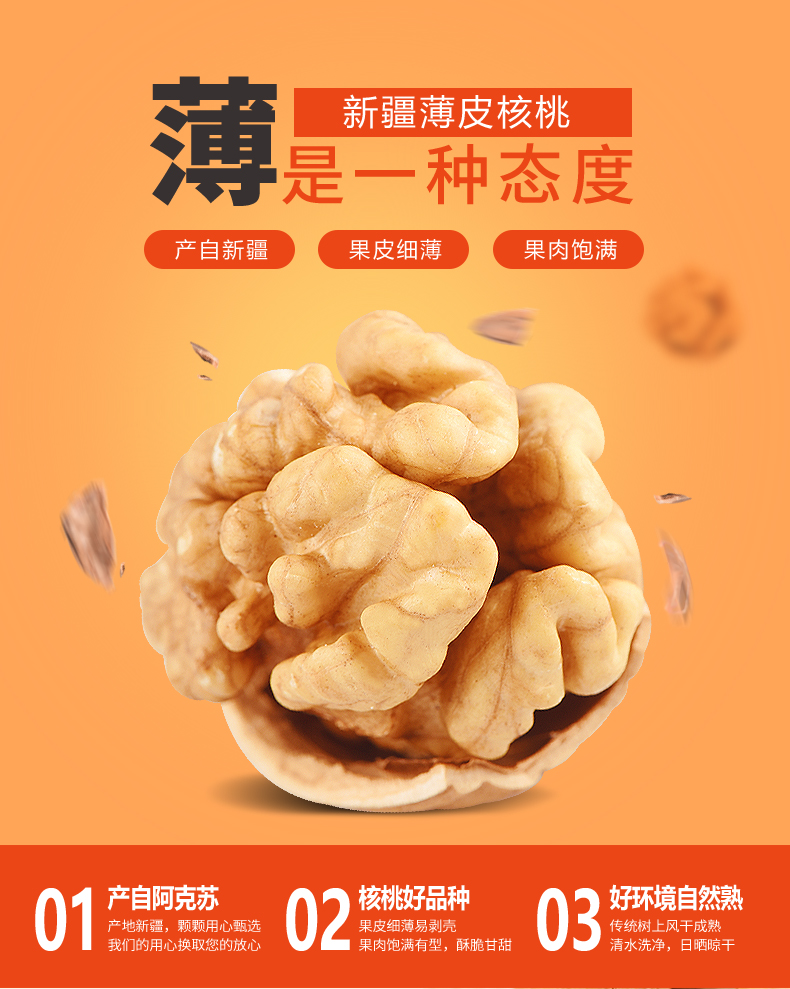 薄
新疆薄皮核桃
是一种态度
产自新疆
果皮细薄
果肉饱满
01
产自阿克苏
产地新疆，颗颗用心甄选
我们的用心换取您的放心
02
核桃好品种
果皮细薄易剥壳
果肉饱满有型，酥脆甘甜
03
好环境自然熟
传统树上风干成熟
清水洗净，日晒晾干